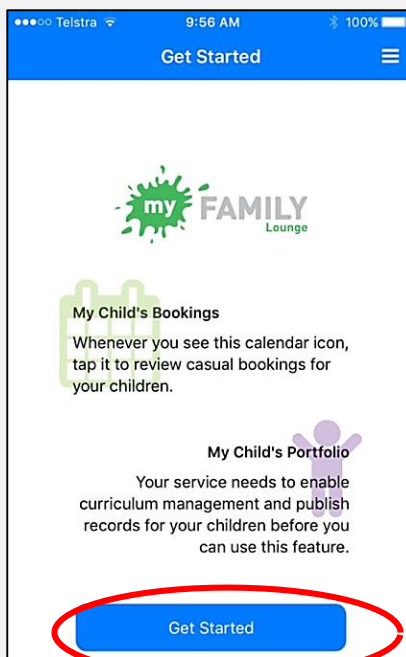 Telstra 9:56 AM 100%
Get Started
my FAMILY
Lounge
My Child's Bookings
Whenever you see this calendar icon,
tap it to review casual bookings for
your children.
My Child's Portfolio
Your service needs to enable
curriculum management and publish
records for your children before you
can use this feature.
Get Started